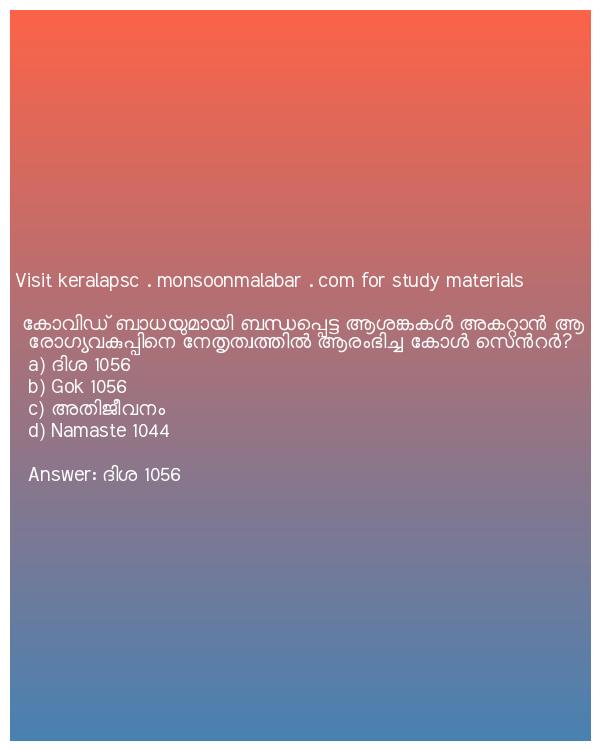 Visit keralapsc . monsoonmalabar . com for study materials
കോവിഡ് ബാധയുമായി ബന്ധപ്പെട്ട ആശങ്കകൾ അകറ്റാൻ ആ
രോഗ്യവകുപ്പിനെ നേതൃത്വത്തിൽ ആരംഭിച്ച കോൾ സെൻറർ?
a) ദിശ 1056
b) Gok 1056
c) അതിജീവനം
d) Namaste 1044
Answer: ദിശ 1056